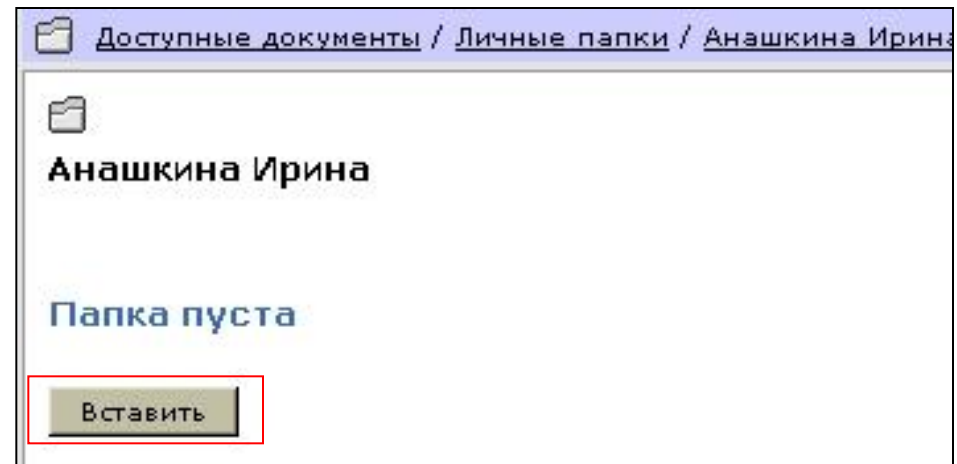 Доступные документы / Личные папки / Анашкина Ирина
Анашкина Ирина
Папка пуста
Вставить